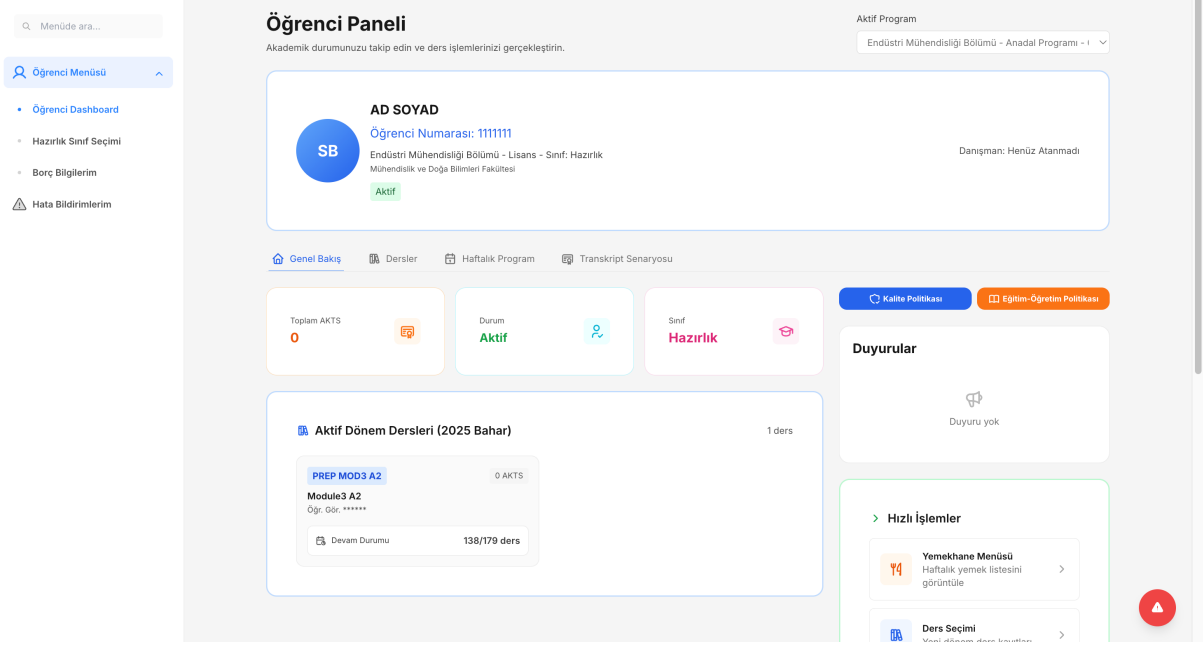 Menüde ara...
Öğrenci Menüsü
Öğrenci Dashboard
Hazırlık Sınıf Seçimi
Borç Bilgilerim
Hata Bildirimlerim
Öğrenci Paneli
Akademik durumunuzu takip edin ve ders işlemlerinizi gerçekleştirin.
Aktif Program
Endüstri Mühendisliği Bölümü - Anadal Programı -
SB
AD SOYAD
Öğrenci Numarası: 1111111
Endüstri Mühendisliği Bölümü - Lisans - Sınıf: Hazırlık
Mühendislik ve Doğa Bilimleri Fakültesi
Aktif
Danışman: Henüz Atanmadı
Genel Bakış
Dersler
Haftalık Program
Transkript Senaryosu
Toplam AKTS
0
Durum
Aktif
Sınıf
Hazırlık
Aktif Dönem Dersleri (2025 Bahar)
1 ders
PREP MOD3 A2
0 AKTS
Module3 A2
Öğr. Gör. ******
Devam Durumu
138/179 ders
Kalite Politikası
Eğitim-Öğretim Politikası
Duyurular
Duyuru yok
Hızlı İşlemler
Yemekhane Menüsü
Haftalık yemek listesini
görüntüle
Ders Seçimi
Yeni dönem ders kayıtları